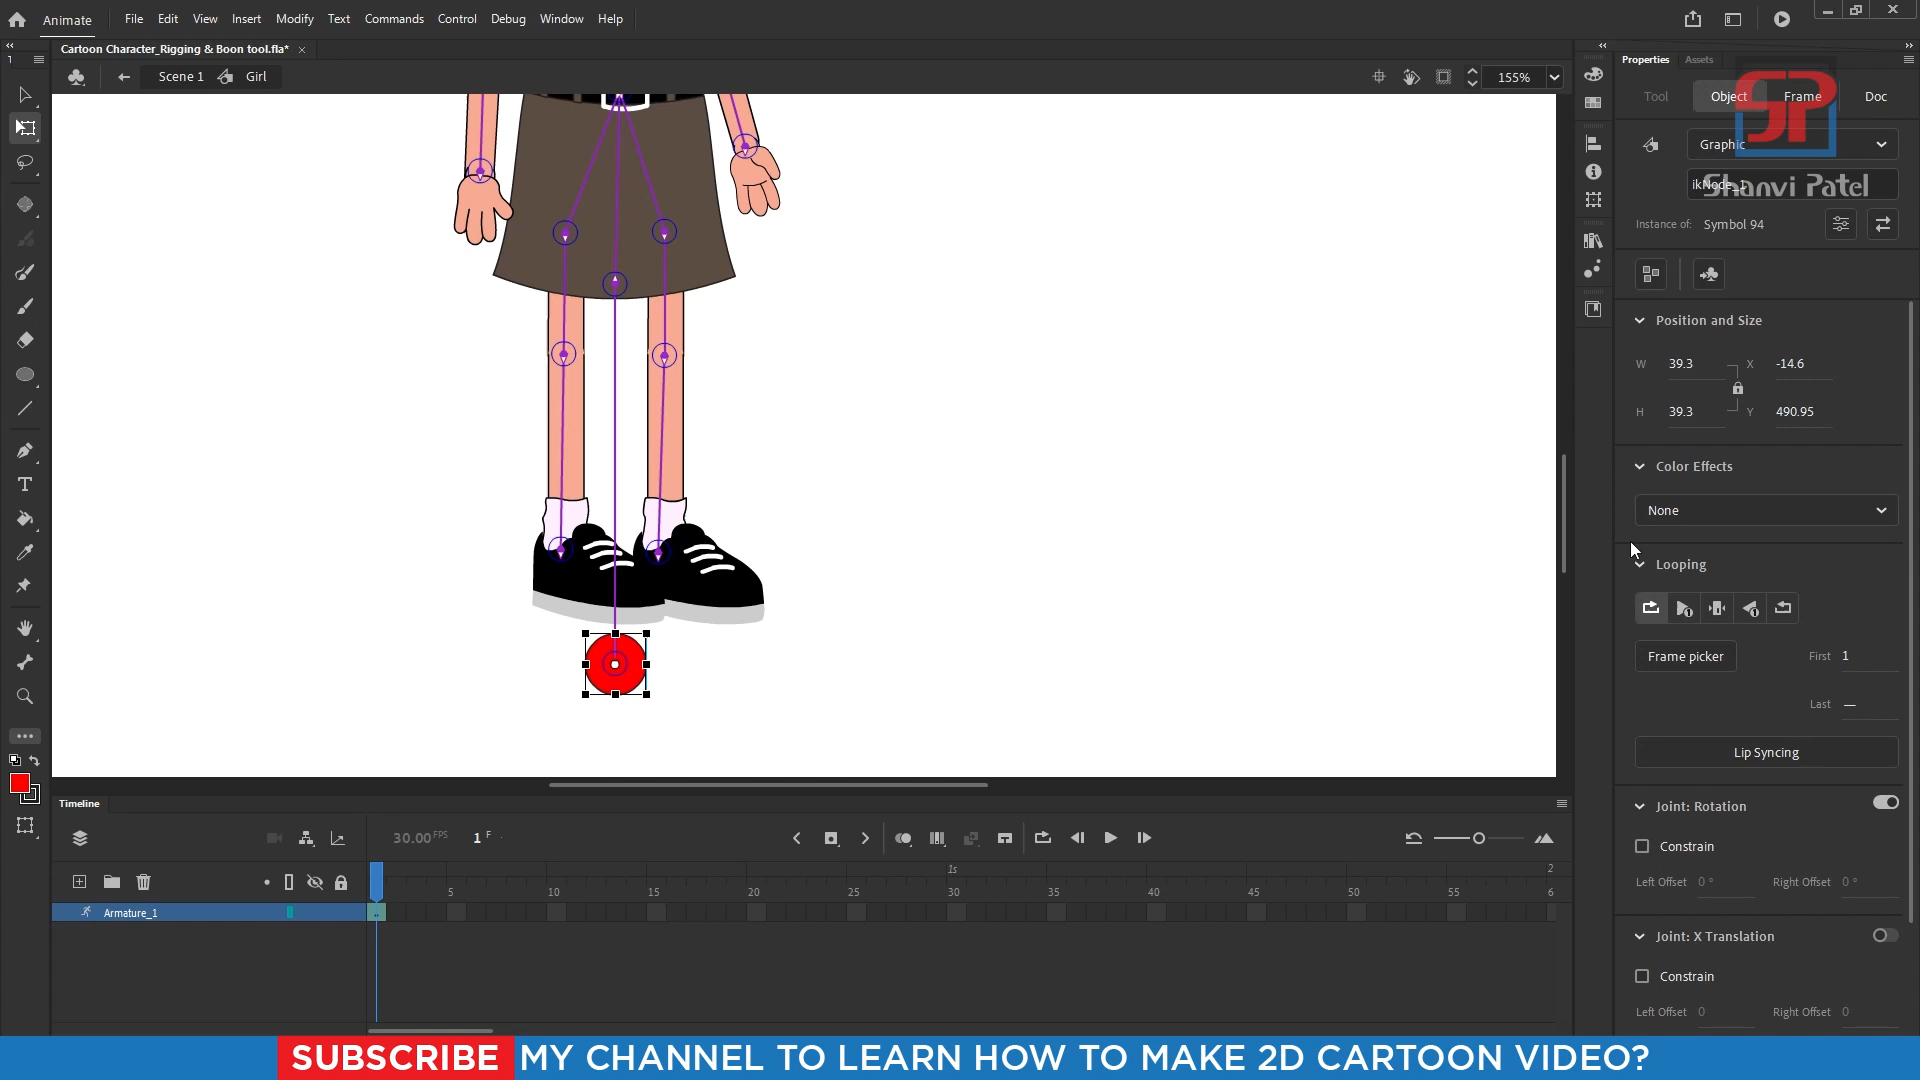 Animate
File Edit View Insert Modify Text Commands Control Debug Window Help
Cartoon Character_Rigging & Boon tool.fla*
Scene 1 Girl
155%
Properties Assets
Tool Object Frame Doc
JP
Graphic
ikNode_1
Shanvi Patel
Instance of: Symbol 94
Position and Size
W 39.3 X -14.6
H 39.3 Y 490.95
Color Effects
None
Looping
Frame picker First 1
Last —
Lip Syncing
Joint: Rotation
Constrain
Left Offset 0 ° Right Offset 0 °
Joint: X Translation
Constrain
Left Offset 0 Right Offset 0
Timeline
30.00 FPS 1 F
1s 2
5 10 15 20 25 30 35 40 45 50 55 6
Armature_1
SUBSCRIBE MY CHANNEL TO LEARN HOW TO MAKE 2D CARTOON VIDEO?